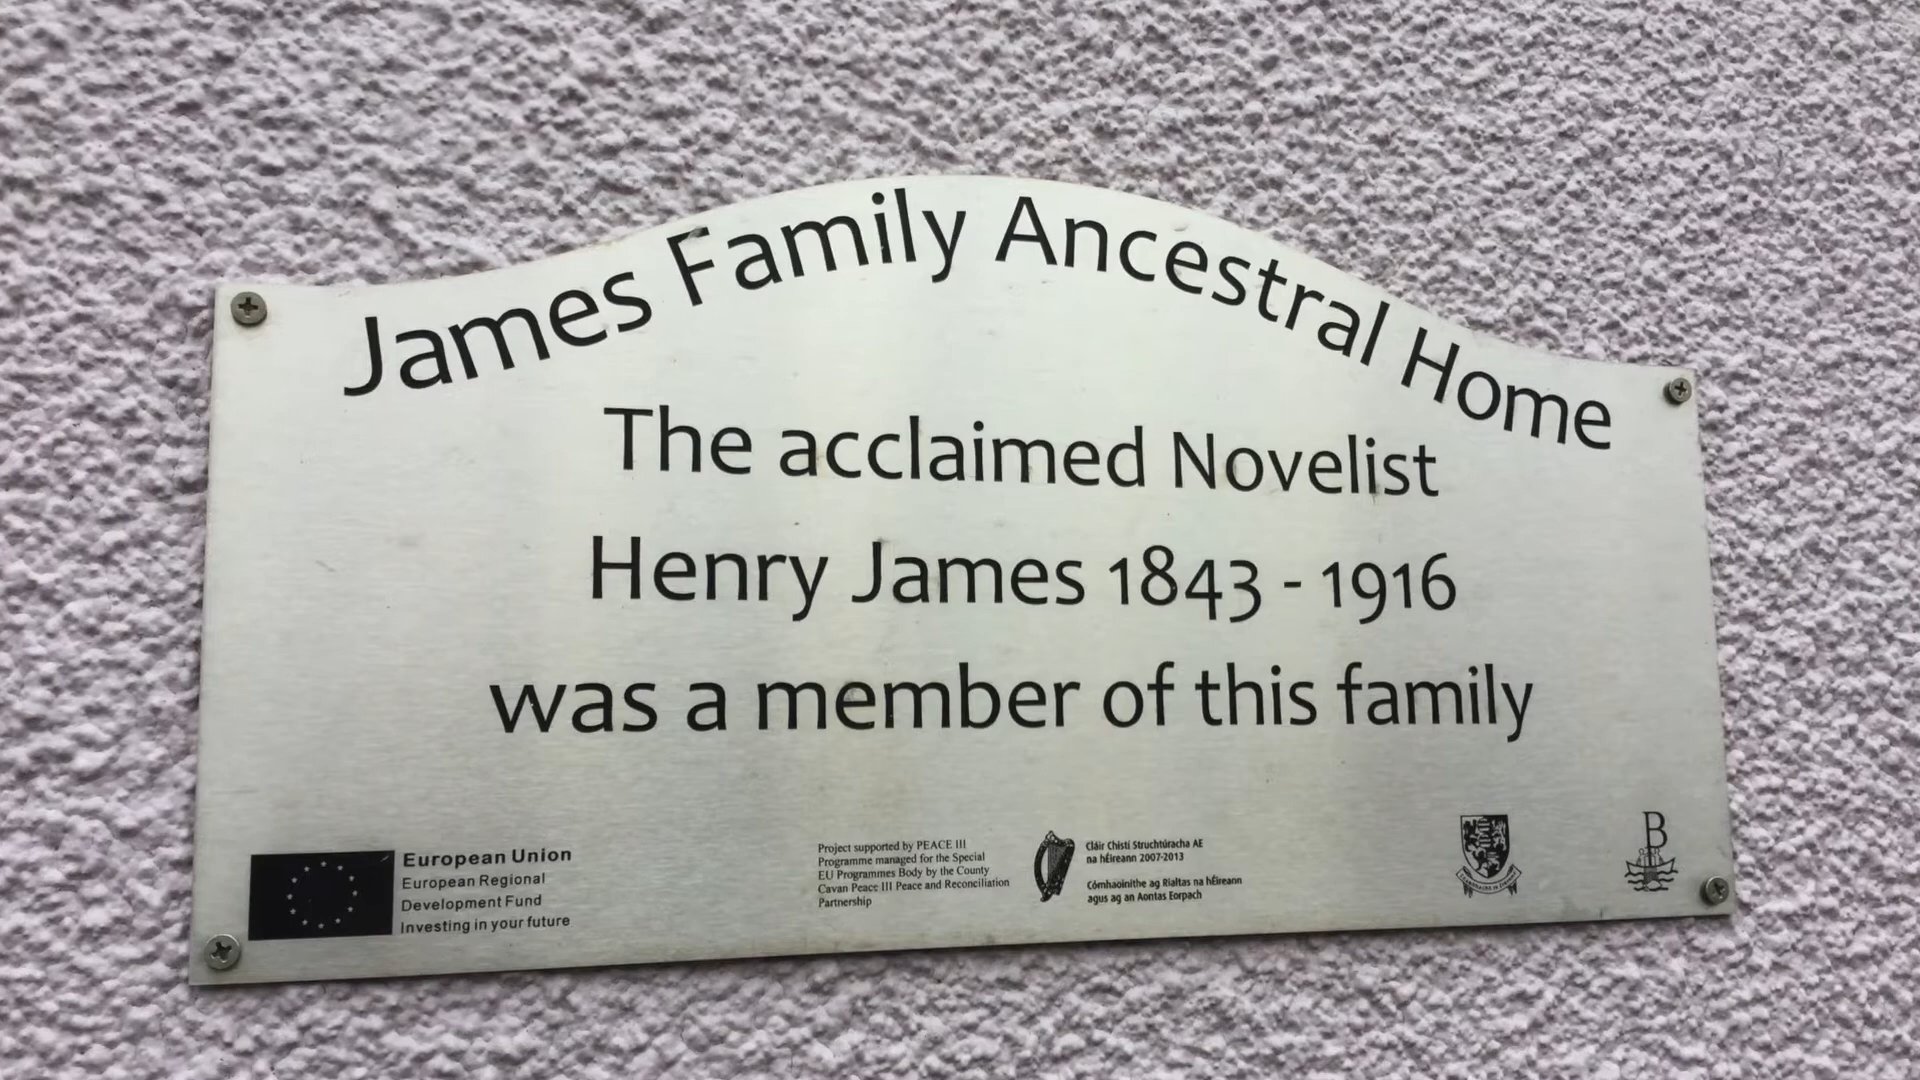 James Family Ancestral Home
The acclaimed Novelist
Henry James 1843 - 1916
was a member of this family
European Union
European Regional
Development Fund
Investing in your future
Project supported by PEACE III
Programme managed for the Special
EU Programmes Body by the County
Cavan Peace III Peace and Reconciliation
Partnership
Cláir Chistí Struchtúracha AE
na hÉireann 2007-2013
Cómhaoinithe ag Rialtas na hÉireann
agus ag an Aontas Eorpach
B